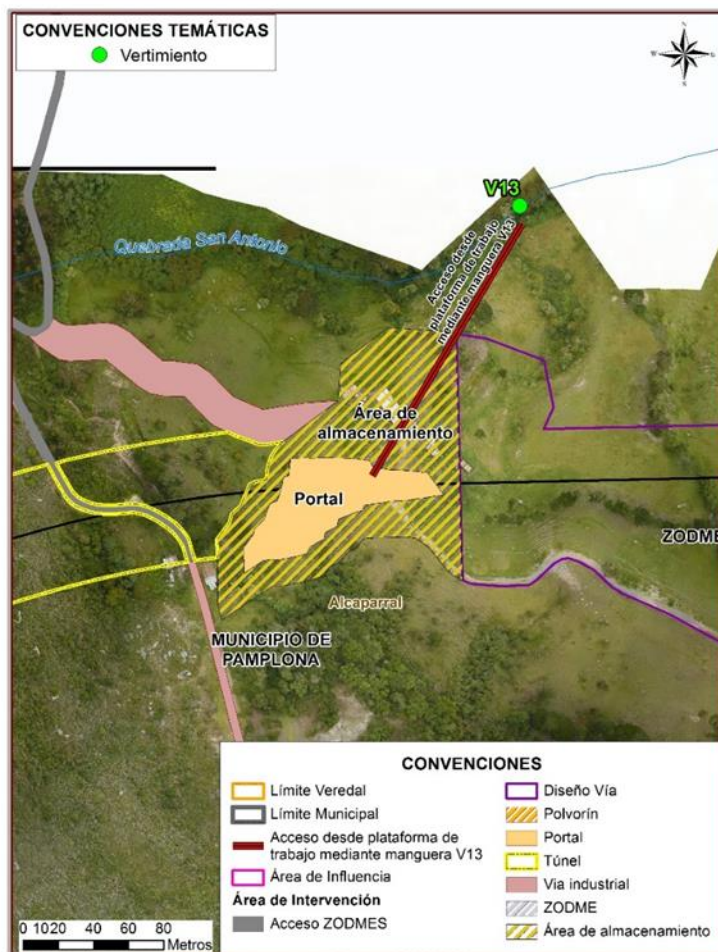 CONVENCIONES TEMÁTICAS
Vertimiento
N
W
E
S
V13
Quebrada San Antonio
Acceso desde
plataforma de trabajo
mediante manguera V13
Área de
almacenamiento
Portal
ZODME
Alcaparral
MUNICIPIO DE
PAMPLONA
CONVENCIONES
Límite Veredal
Límite Municipal
Acceso desde plataforma de
trabajo mediante manguera V13
Área de Influencia
Área de Intervención
Acceso ZODMES
Diseño Vía
Polvorín
Portal
Túnel
Via industrial
ZODME
Área de almacenamiento
0 10 20 40 60 80
Metros